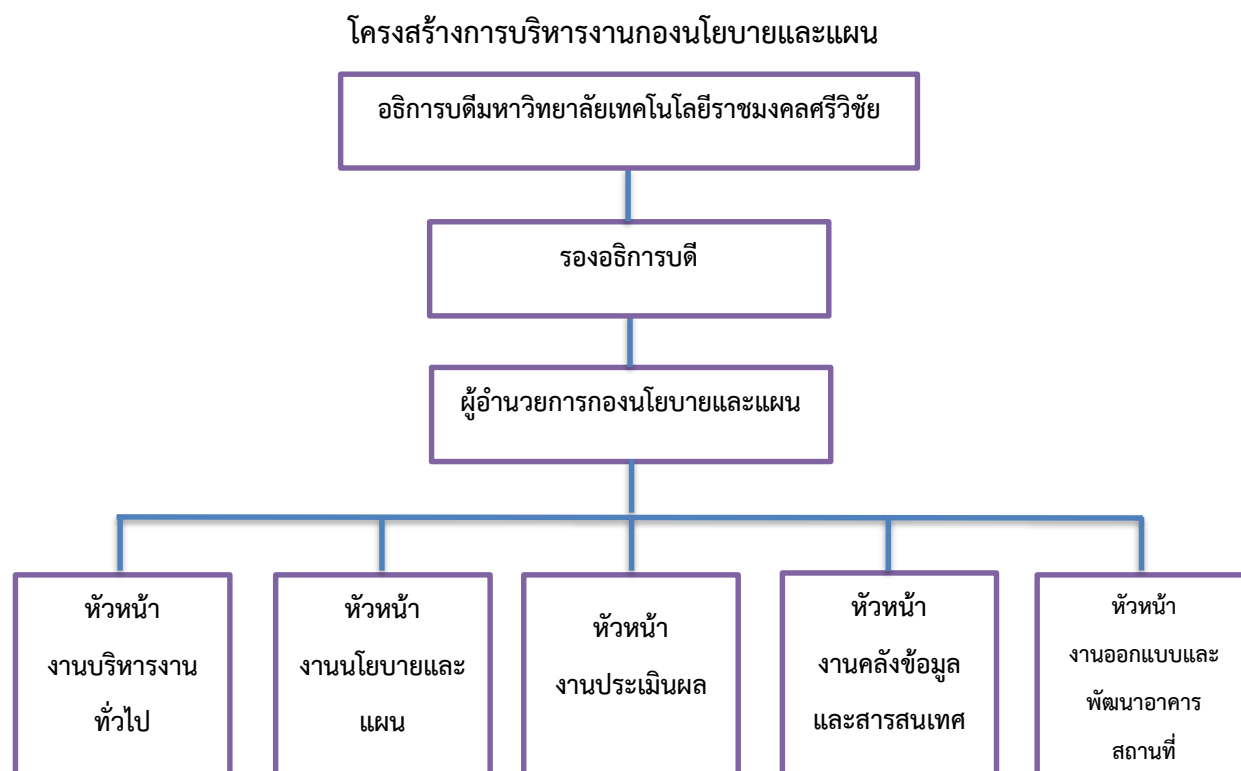 โครงสร้างการบริหารงานกองนโยบายและแผน
อธิการบดีมหาวิทยาลัยเทคโนโลยีราชมงคลศรีวิชัย
รองอธิการบดี
ผู้อำนวยการกองนโยบายและแผน
หัวหน้า
งานบริหารงาน
ทั่วไป
หัวหน้า
งานนโยบายและ
แผน
หัวหน้า
งานประเมินผล
หัวหน้า
งานคลังข้อมูล
และสารสนเทศ
หัวหน้า
งานออกแบบและ
พัฒนาอาคาร
สถานที่